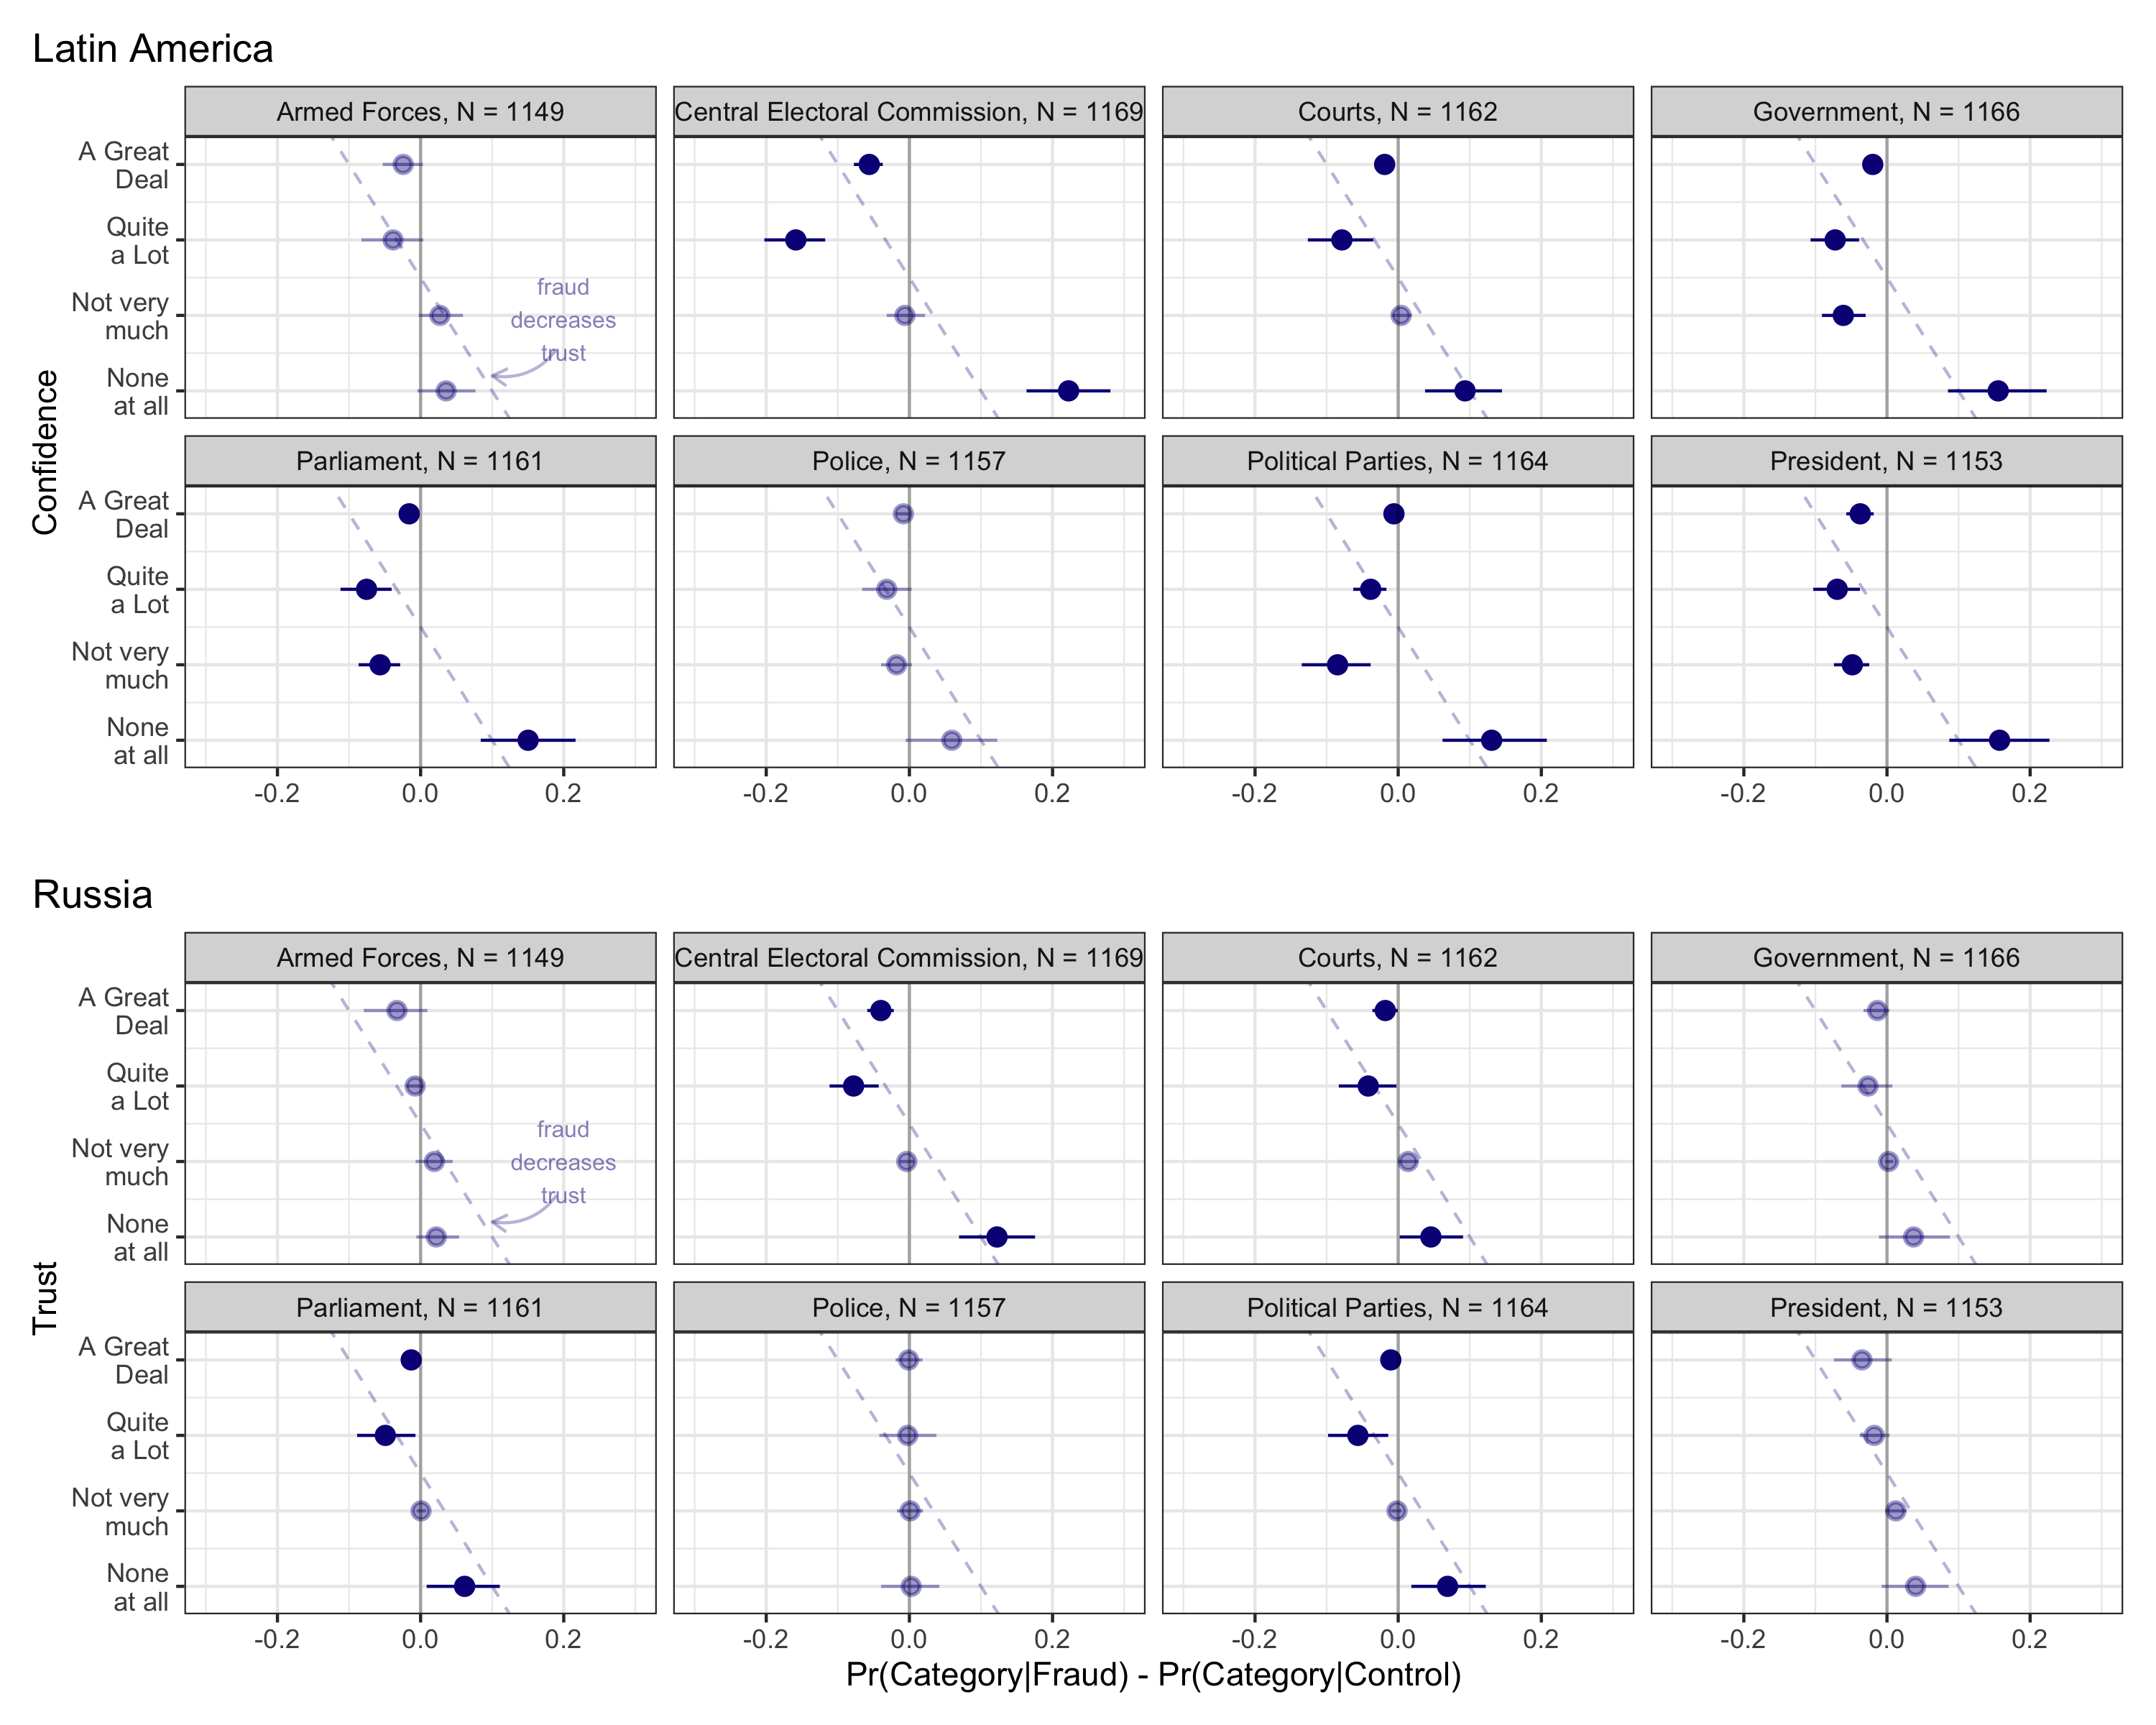 Latin America
Armed Forces, N = 1149
Central Electoral Commission, N = 1169
Courts, N = 1162
Government, N = 1166
A Great
Deal
Quite
a Lot
Not very
much
None
at all
fraud
decreases
trust
Confidence
Parliament, N = 1161
Police, N = 1157
Political Parties, N = 1164
President, N = 1153
A Great
Deal
Quite
a Lot
Not very
much
None
at all
-0.2 0.0 0.2
-0.2 0.0 0.2
-0.2 0.0 0.2
-0.2 0.0 0.2
Russia
Armed Forces, N = 1149
Central Electoral Commission, N = 1169
Courts, N = 1162
Government, N = 1166
A Great
Deal
Quite
a Lot
Not very
much
None
at all
fraud
decreases
trust
Trust
Parliament, N = 1161
Police, N = 1157
Political Parties, N = 1164
President, N = 1153
A Great
Deal
Quite
a Lot
Not very
much
None
at all
-0.2 0.0 0.2
-0.2 0.0 0.2
-0.2 0.0 0.2
-0.2 0.0 0.2
Pr(Category|Fraud) - Pr(Category|Control)